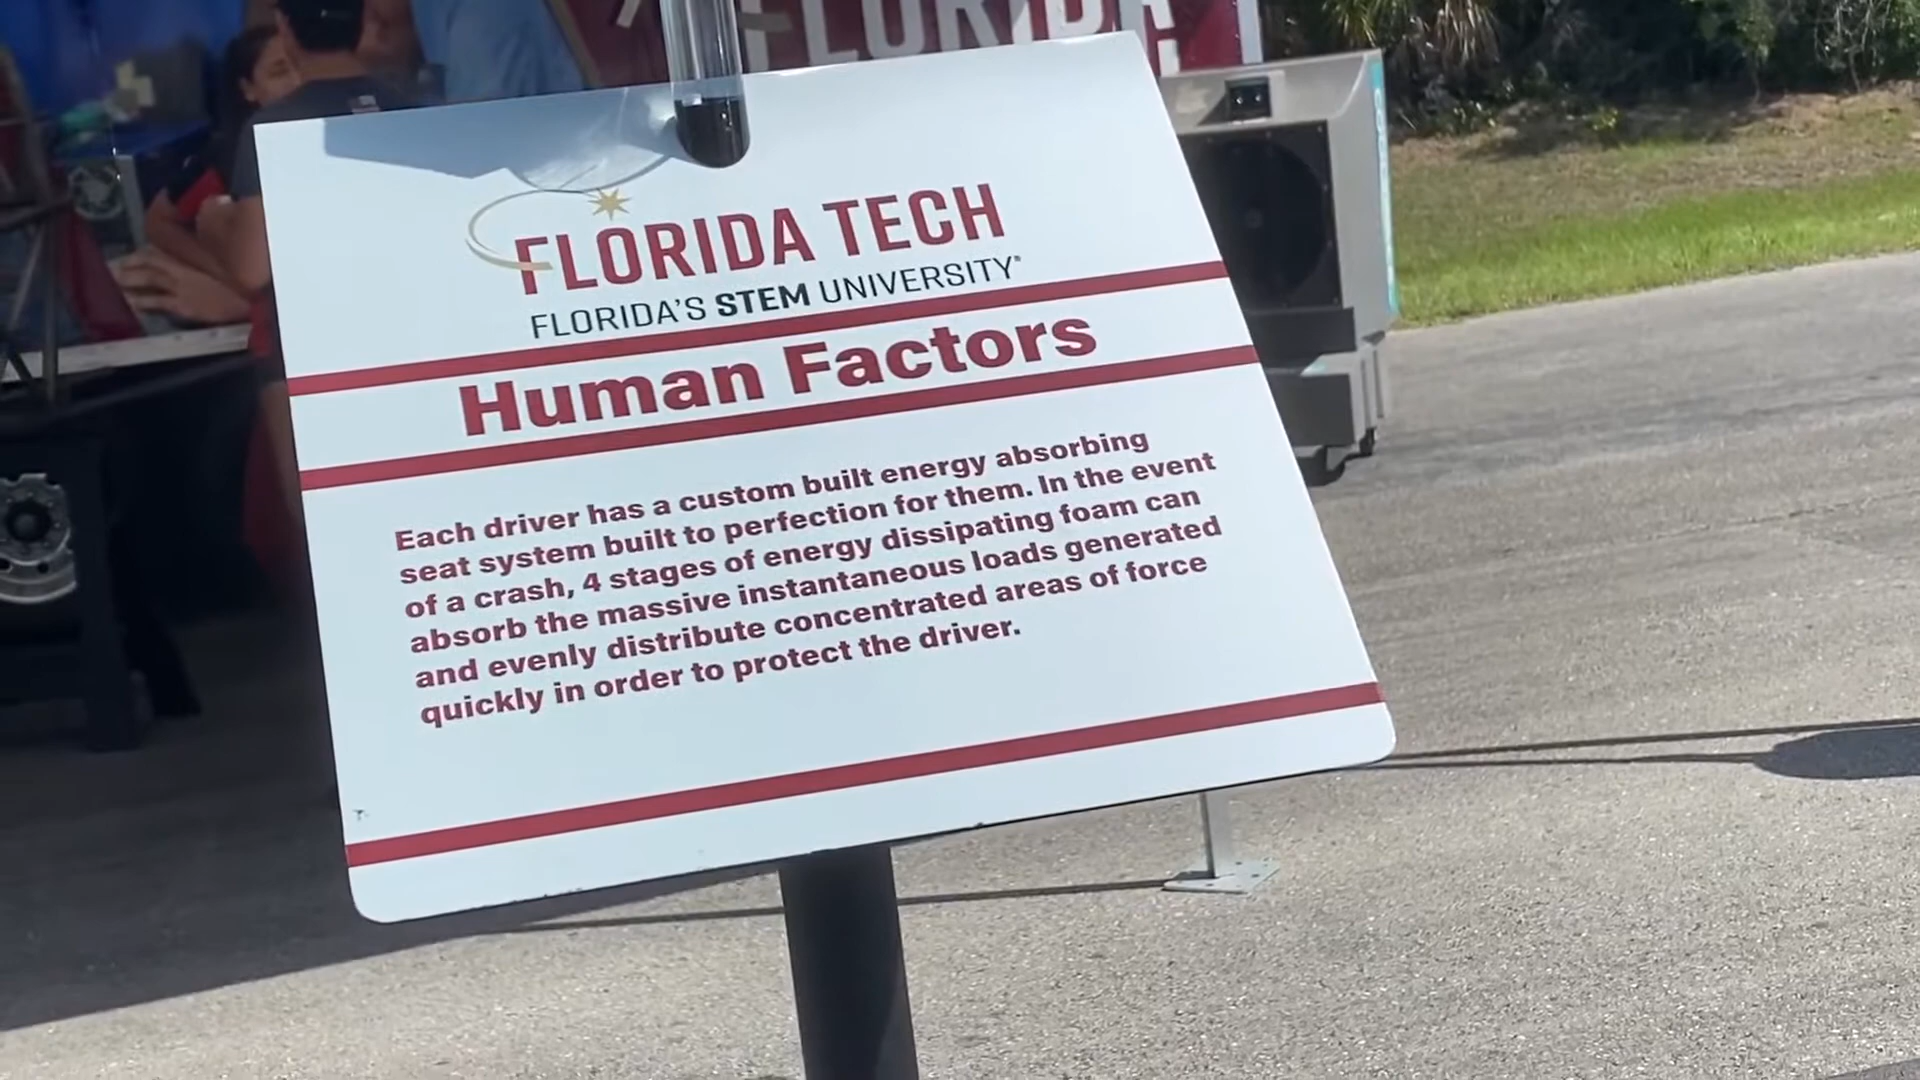 FLORIDA
FLORIDA TECH
FLORIDA'S STEM UNIVERSITY®
Human Factors
Each driver has a custom built energy absorbing
seat system built to perfection for them. In the event
of a crash, 4 stages of energy dissipating foam can
absorb the massive instantaneous loads generated
and evenly distribute concentrated areas of force
quickly in order to protect the driver.